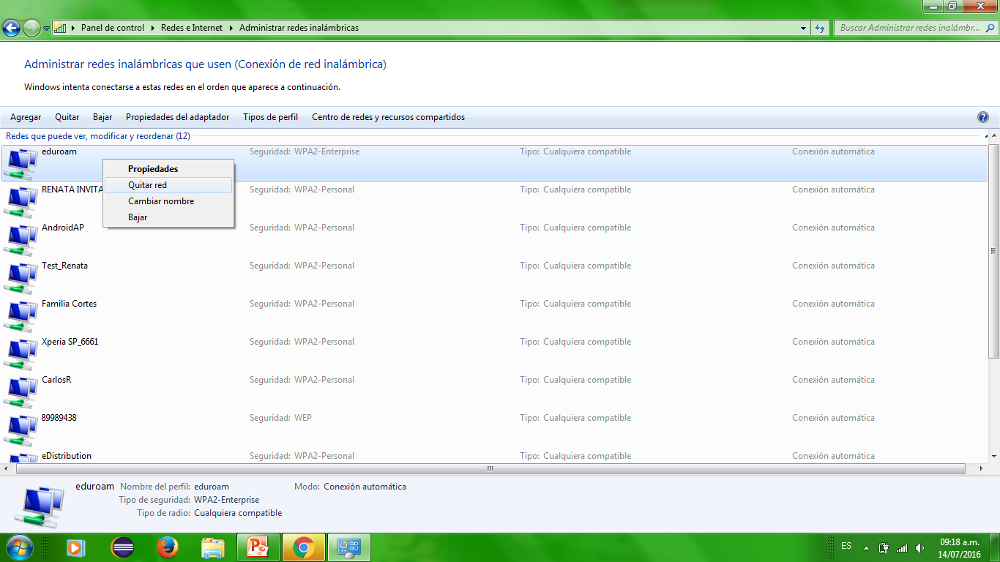 Panel de control Redes e Internet Administrar redes inalámbricas
Buscar Administrar redes inalámbr...
Administrar redes inalámbricas que usen (Conexión de red inalámbrica)
Windows intenta conectarse a estas redes en el orden que aparece a continuación.
Agregar Quitar Bajar Propiedades del adaptador Tipos de perfil Centro de redes y recursos compartidos
Redes que puede ver, modificar y reordenar (12)
eduroam Seguridad: WPA2-Enterprise Tipo: Cualquiera compatible Conexión automática
Propiedades
Quitar red
Cambiar nombre
Bajar
RENATA INVITA Seguridad: WPA2-Personal Tipo: Cualquiera compatible Conexión automática
AndroidAP Seguridad: WPA2-Personal Tipo: Cualquiera compatible Conexión automática
Test_Renata Seguridad: WPA2-Personal Tipo: Cualquiera compatible Conexión automática
Familia Cortes Seguridad: WPA2-Personal Tipo: Cualquiera compatible Conexión automática
Xperia SP_6661 Seguridad: WPA2-Personal Tipo: Cualquiera compatible Conexión automática
CarlosR Seguridad: WPA2-Personal Tipo: Cualquiera compatible Conexión automática
89989438 Seguridad: WEP Tipo: Cualquiera compatible Conexión automática
eDistribution Seguridad: WPA2-Personal Tipo: Cualquiera compatible Conexión automática
eduroam Nombre del perfil: eduroam Modo: Conexión automática
Tipo de seguridad: WPA2-Enterprise
Tipo de radio: Cualquiera compatible
ES
09:18 a.m.
14/07/2016